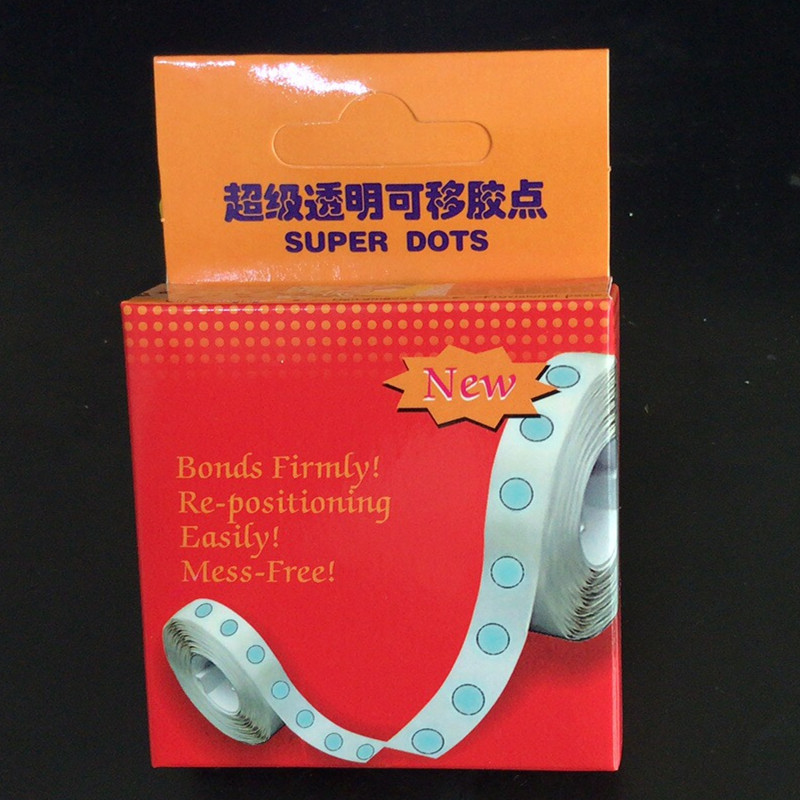 超级透明可移胶点
SUPER DOTS
New
Bonds Firmly!
Re-positioning
Easily!
Mess-Free!